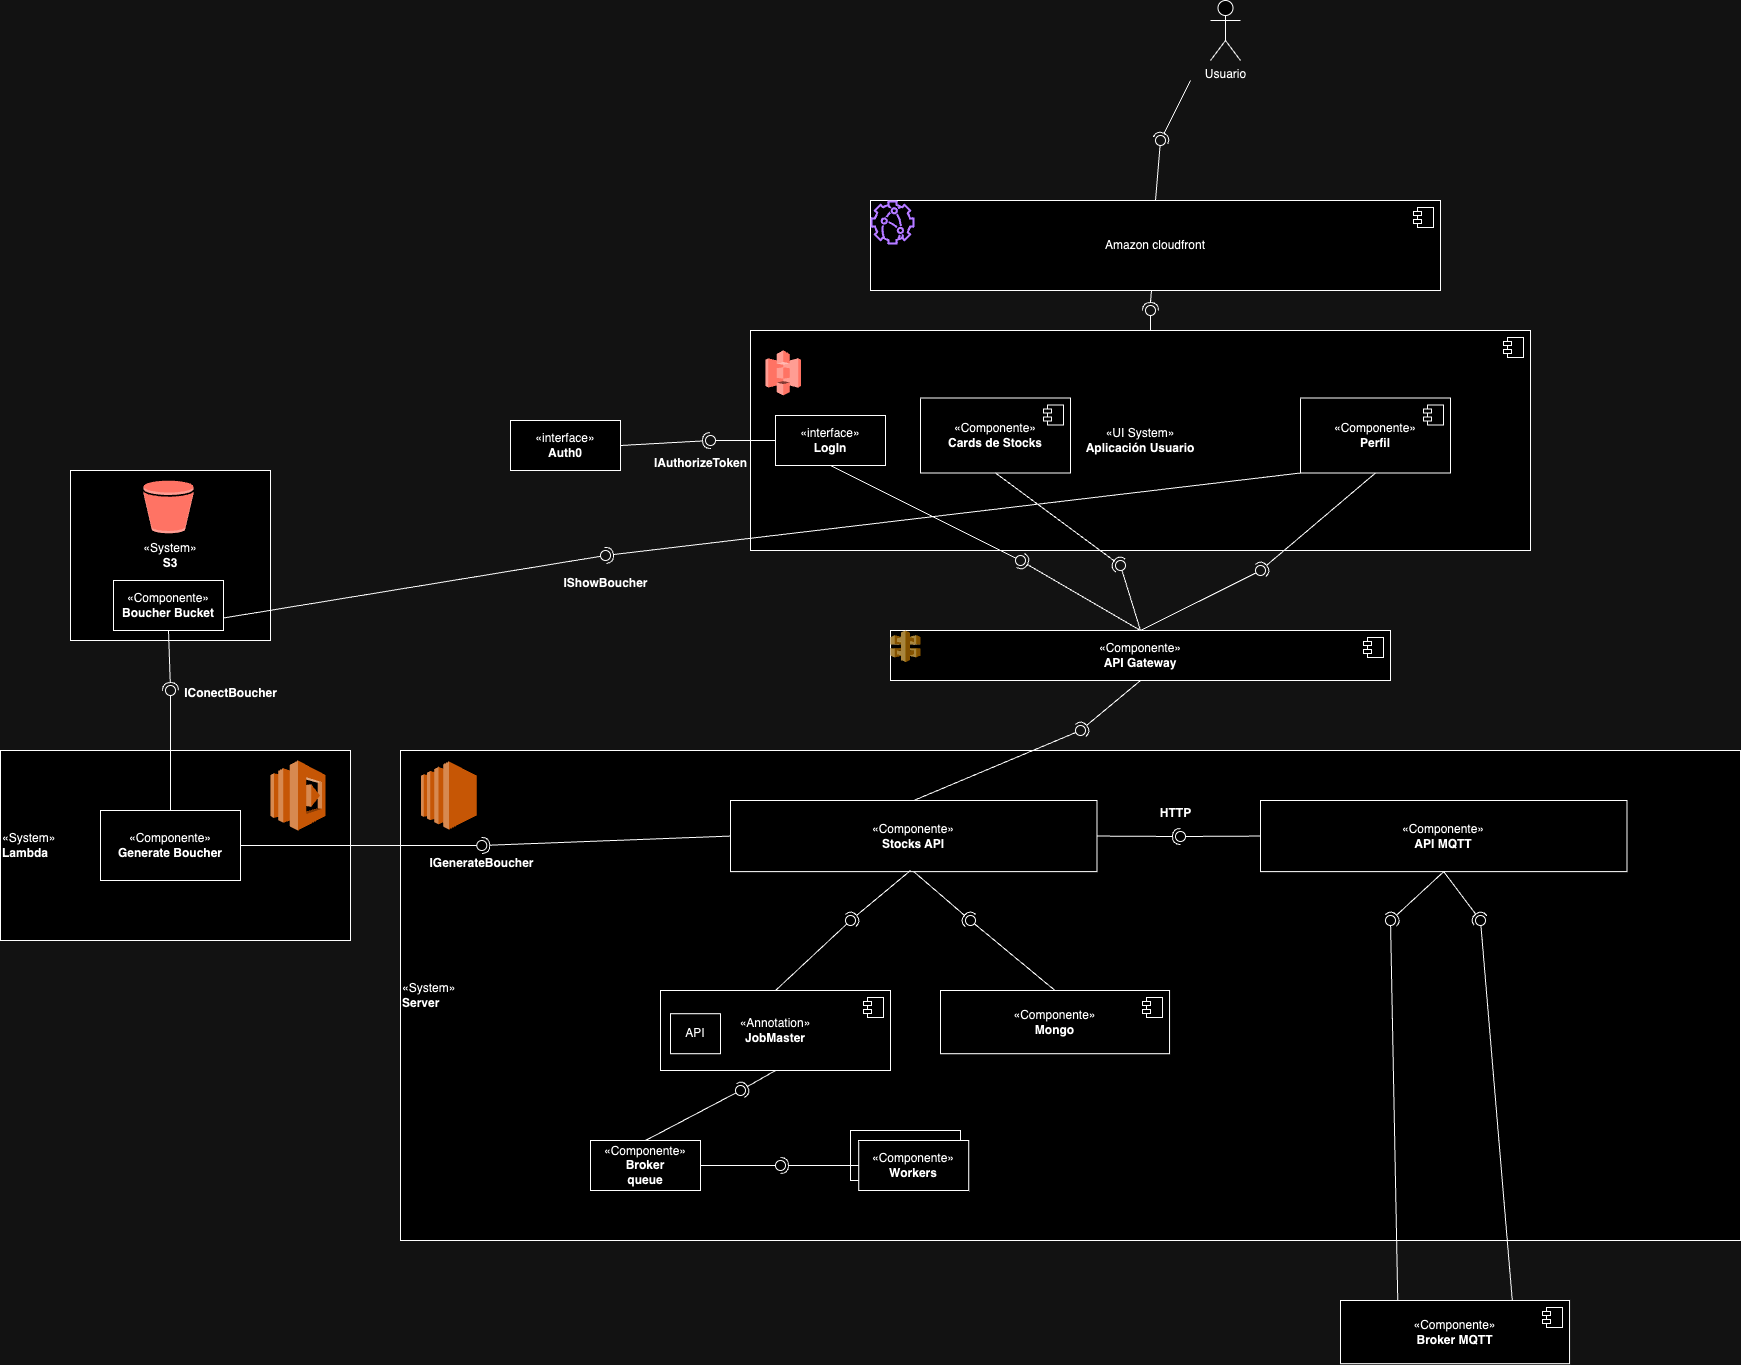 Usuario
Amazon cloudfront
«interface»
Auth0
IAuthorizeToken
«interface»
LogIn
«Componente»
Cards de Stocks
«UI System»
Aplicación Usuario
«Componente»
Perfil
«System»
S3
«Componente»
Boucher Bucket
IShowBoucher
IConectBoucher
«Componente»
API Gateway
«System»
Lambda
«Componente»
Generate Boucher
IGenerateBoucher
«Componente»
Stocks API
HTTP
«Componente»
API MQTT
«System»
Server
API
«Annotation»
JobMaster
«Componente»
Mongo
«Componente»
Broker
queue
«Componente»
Workers
«Componente»
Broker MQTT